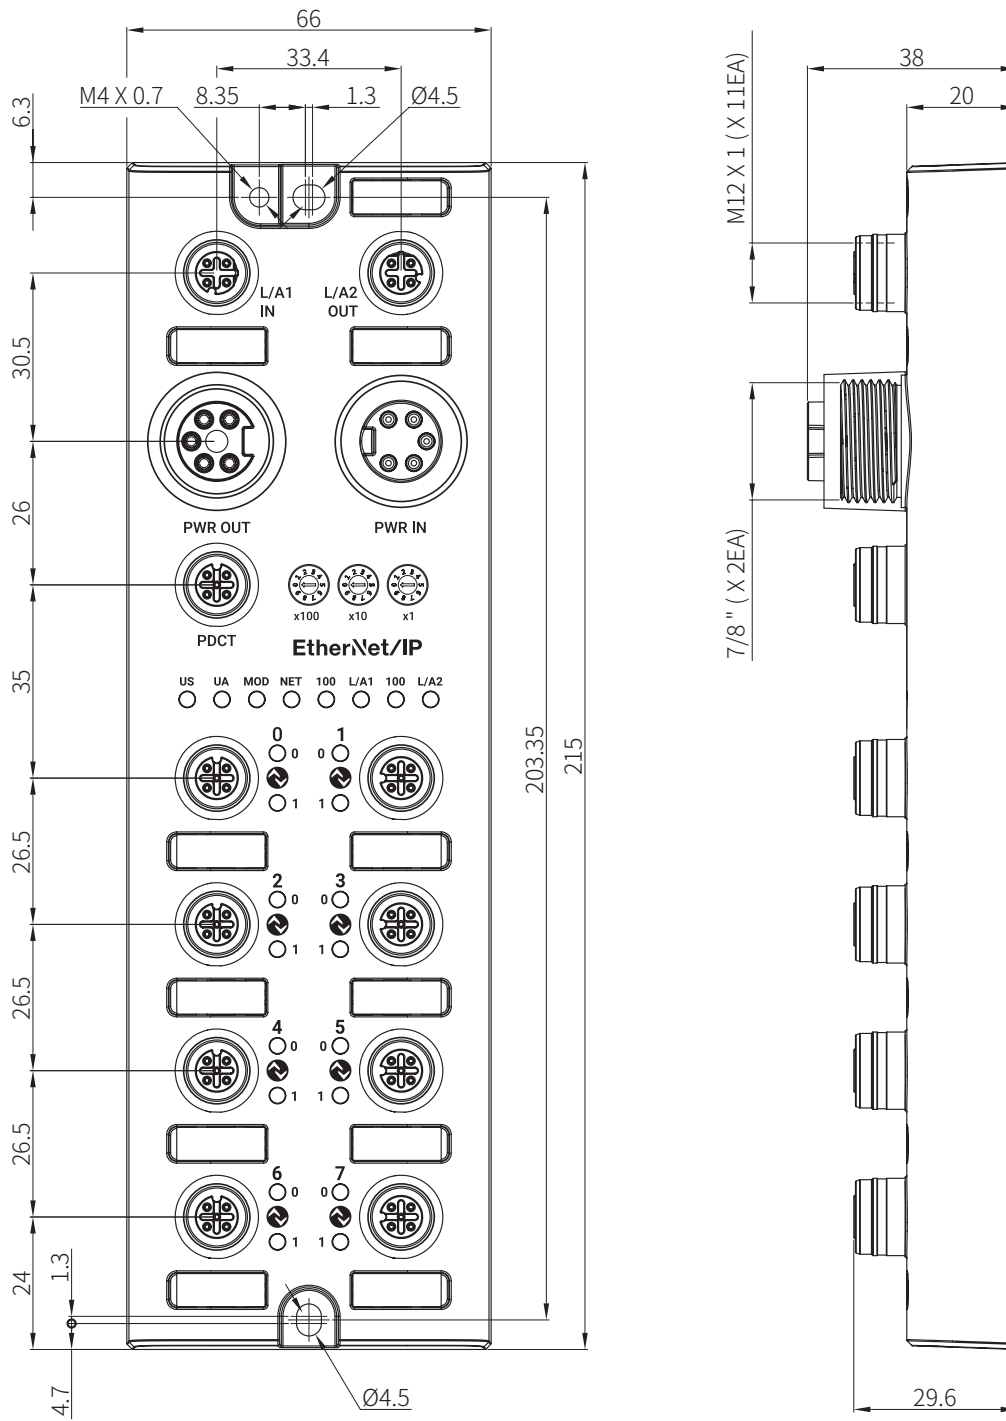 66
33.4
M4 X 0.7
8.35
1.3
Ø4.5
6.3
L/A1
IN
L/A2
OUT
30.5
PWR OUT
PWR IN
26
x100
x10
x1
PDCT
EtherNet/IP
35
US
UA
MOD
NET
100
L/A1
100
L/A2
0
1
0
0
1
1
26.5
2
3
0
0
1
1
26.5
4
5
0
0
1
1
26.5
6
7
0
0
1
1
24
1.3
4.7
Ø4.5
203.35
215
38
20
M12 X 1 ( X 11EA)
7/8 " ( X 2EA)
29.6